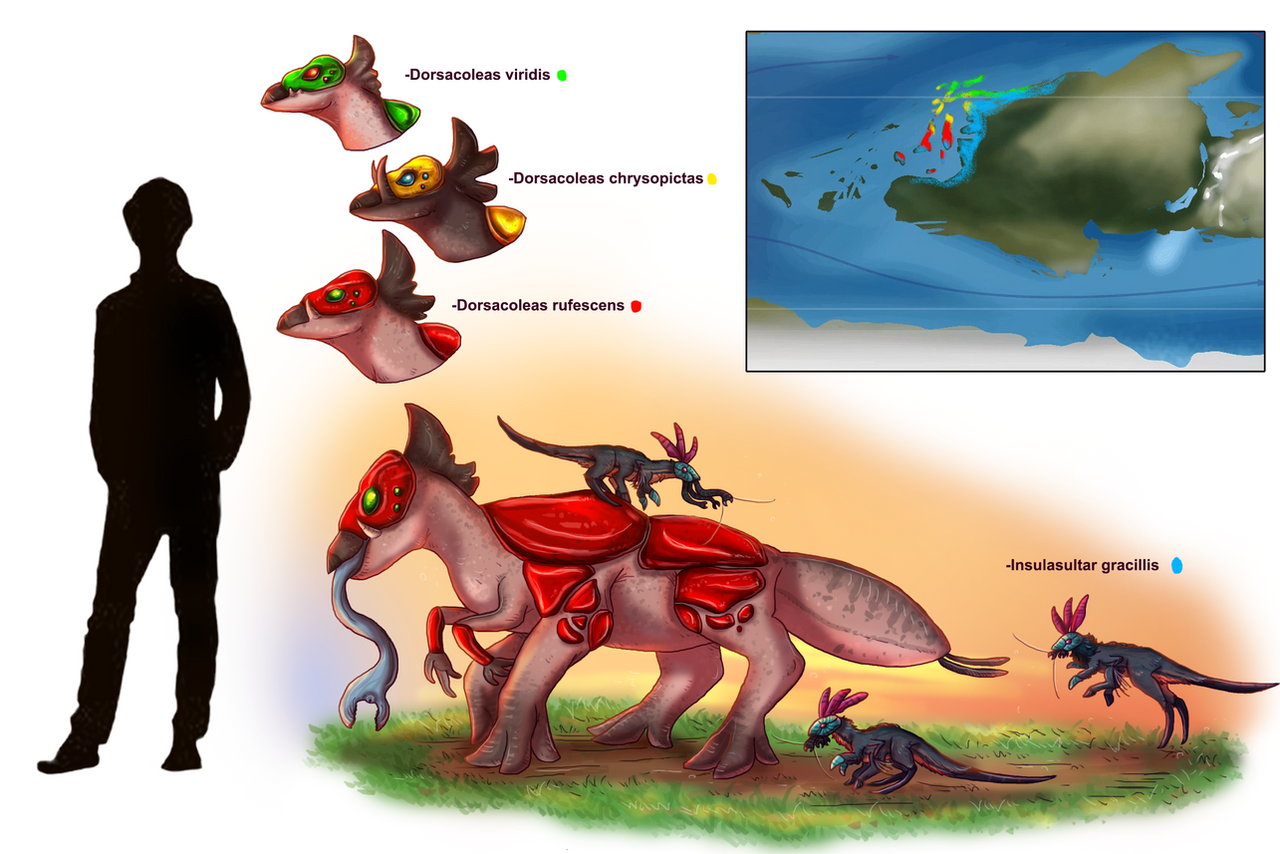 -Dorsacoleas viridis
-Dorsacoleas chrysopictas
-Dorsacoleas rufescens
-Insulasultar gracillis